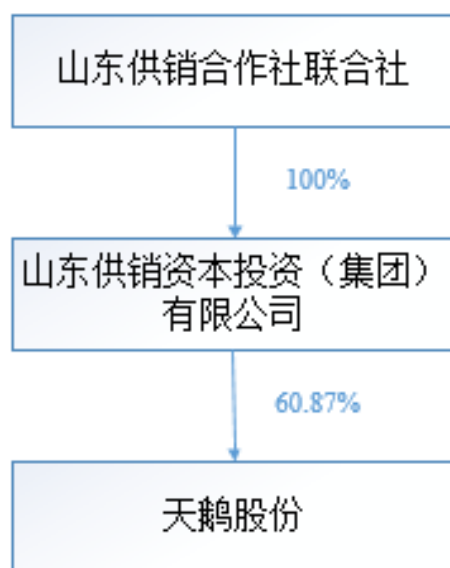 山东供销合作社联合社
100%
山东供销资本投资（集团）
有限公司
60.87%
天鹅股份